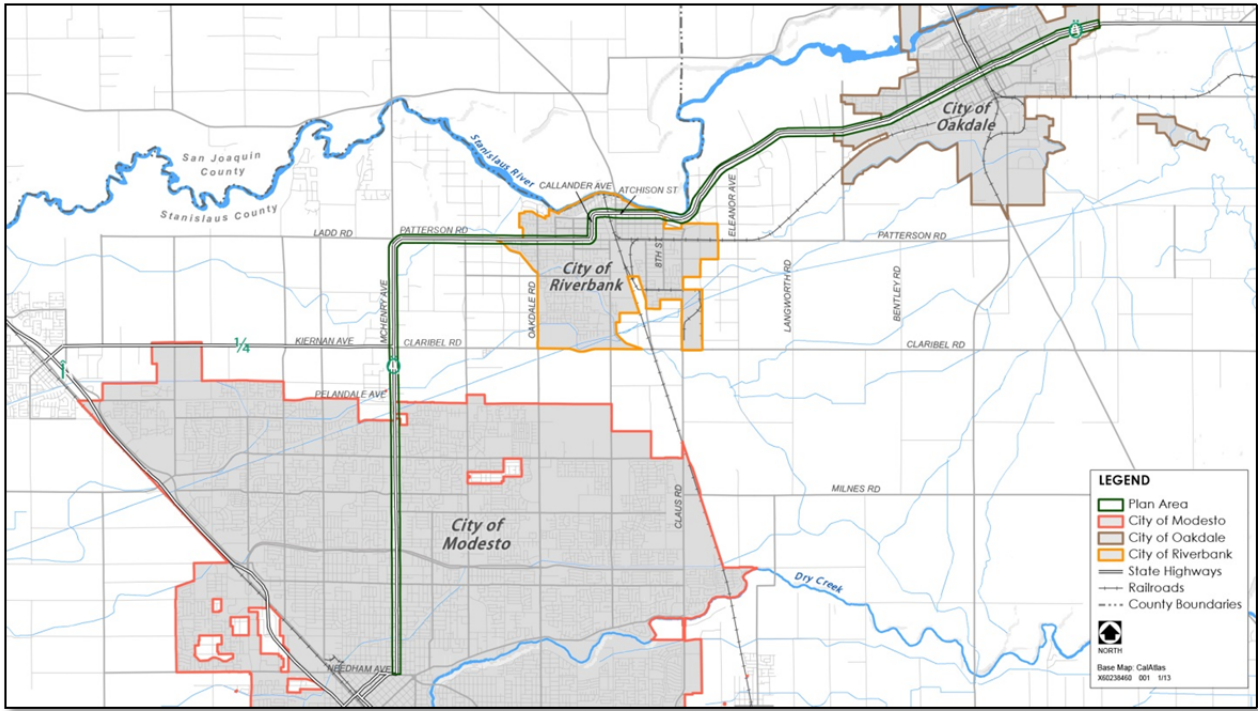 City of
Oakdale
San Joaquin
County
Stanislaus County
Stanislaus River
CALLANDER AVE
ATCHISON ST
ELEANOR AVE
LADD RD
PATTERSON RD
PATTERSON RD
8TH ST
City of
Riverbank
OAKDALE RD
MCHENRY AVE
LANGWORTH RD
BENTLEY RD
KIERNAN AVE
CLARIBEL RD
CLARIBEL RD
¼
PELANDALE AVE
MILNES RD
CLAUS RD
City of
Modesto
Dry Creek
NEEDHAM AVE
LEGEND
Plan Area
City of Modesto
City of Oakdale
City of Riverbank
State Highways
Railroads
County Boundaries
NORTH
Base Map: CalAtlas
X60238460 001 1/13